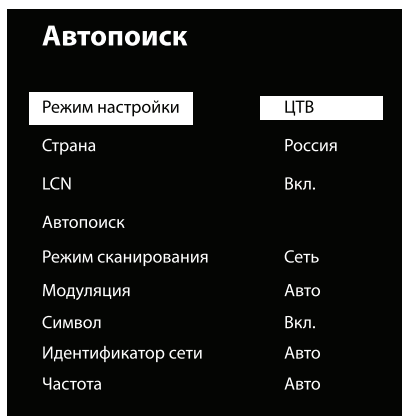 Автопоиск
Режим настройки ЦТВ
Страна Россия
LCN Вкл.
Автопоиск
Режим сканирования Сеть
Модуляция Авто
Символ Вкл.
Идентификатор сети Авто
Частота Авто